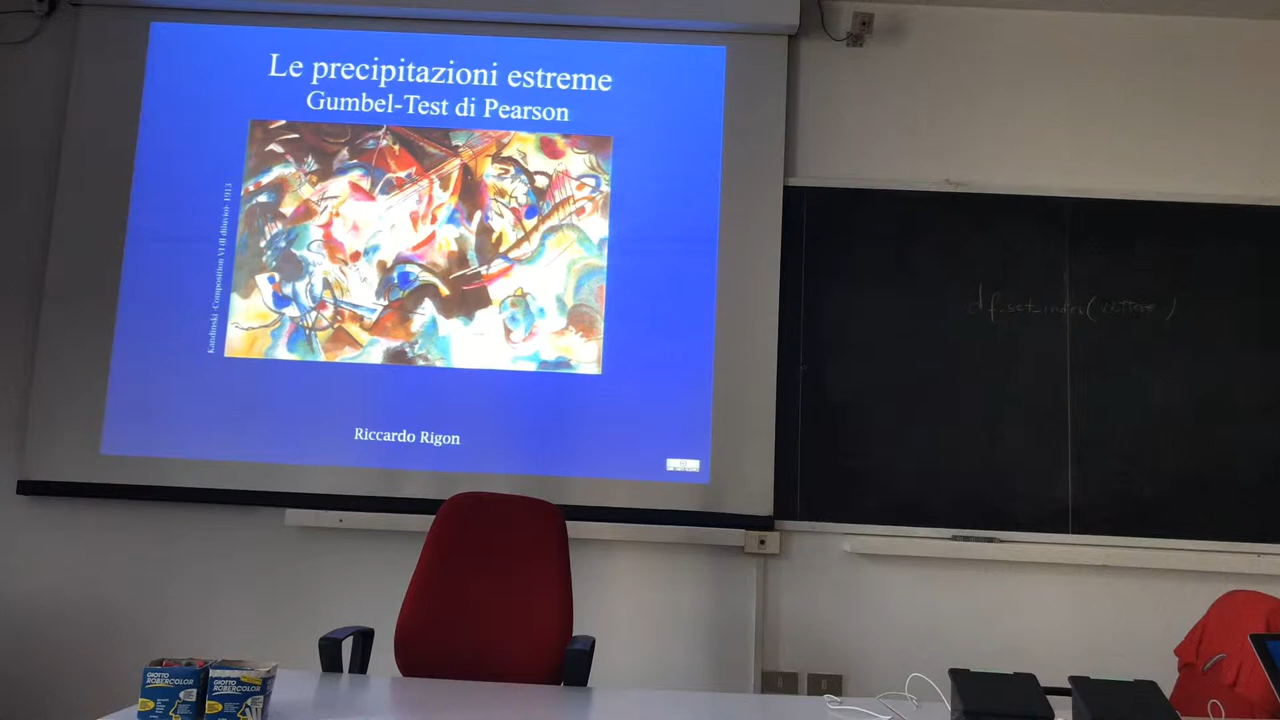 Le precipitazioni estreme
Gumbel-Test di Pearson
Kandinski -Composition VI (Il diluvio)- 1913
Riccardo Rigon
df.set_index(vettore)
GIOTTO
ROBERCOLOR
GIOTTO
ROBERCOLOR